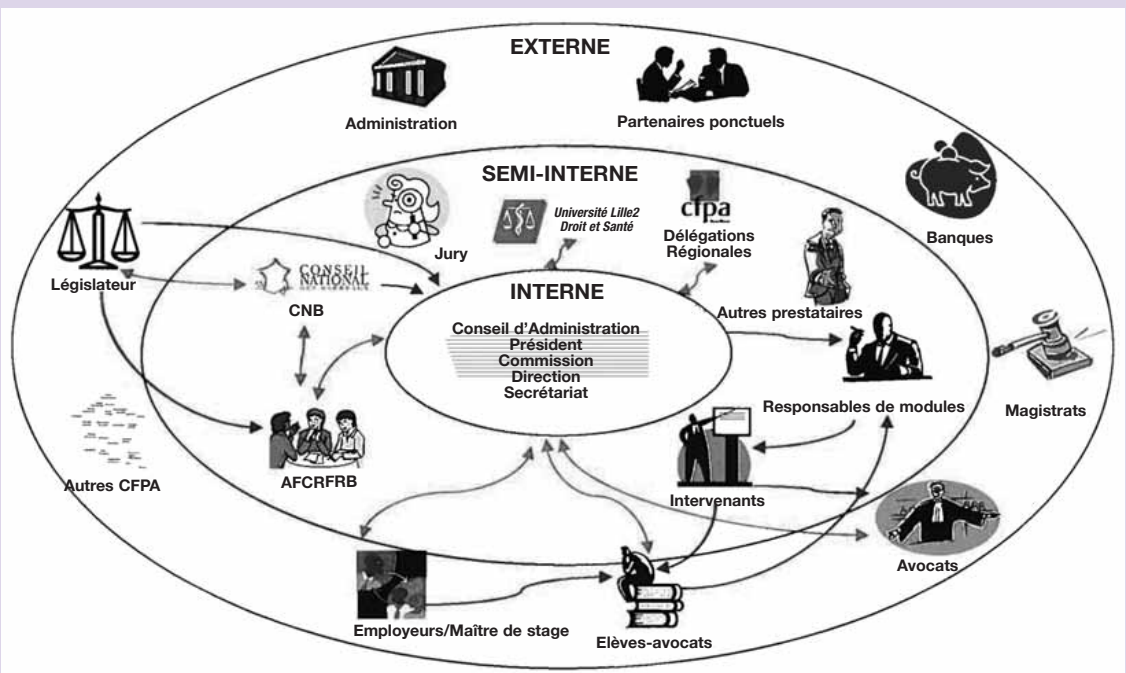 EXTERNE
Administration
Partenaires ponctuels
SEMI-INTERNE
Jury
Université Lille2
Droit et Santé
cfpa
Délégations
Régionales
Banques
Législateur
CONSEIL
NATIONAL
CNB
Autres prestataires
INTERNE
Conseil d'Administration
Président
Commission
Direction
Secrétariat
Responsables de modules
Magistrats
Autres CFPA
AFCRFRB
Intervenants
Avocats
Employeurs/Maître de stage
Elèves-avocats